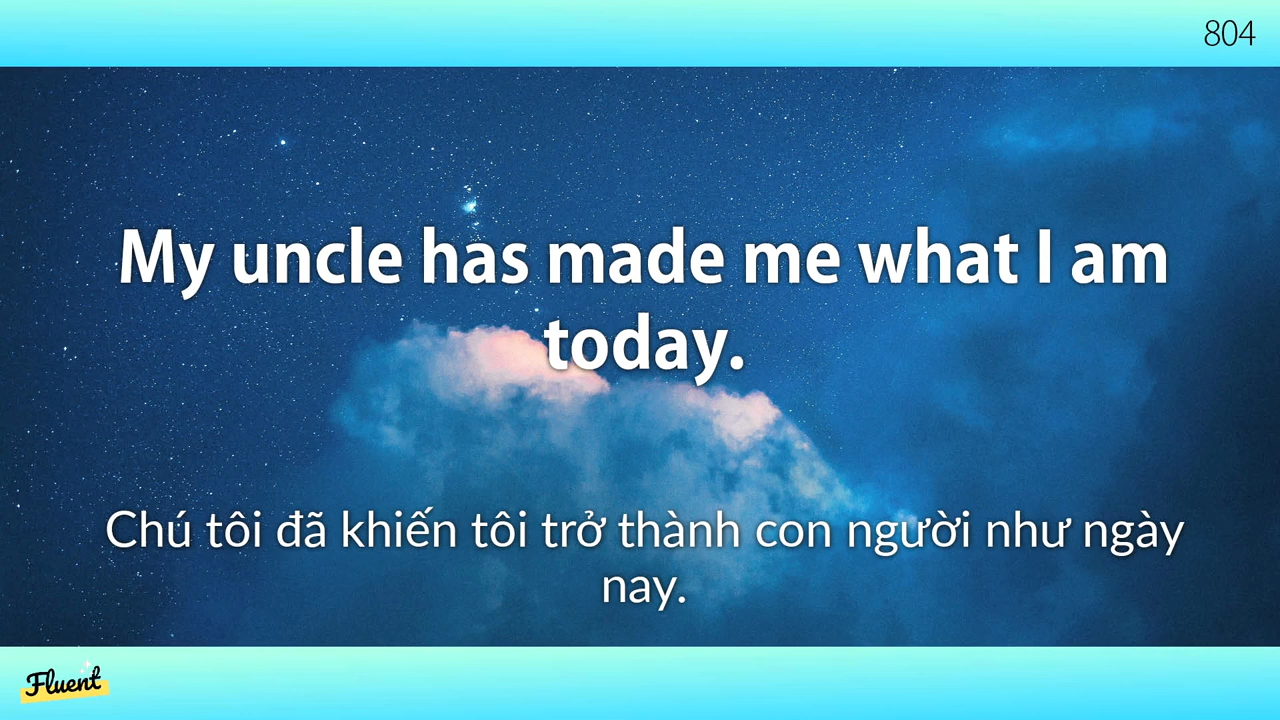 804
My uncle has made me what I am
today.
Chú tôi đã khiến tôi trở thành con người như ngày
nay.
Fluent